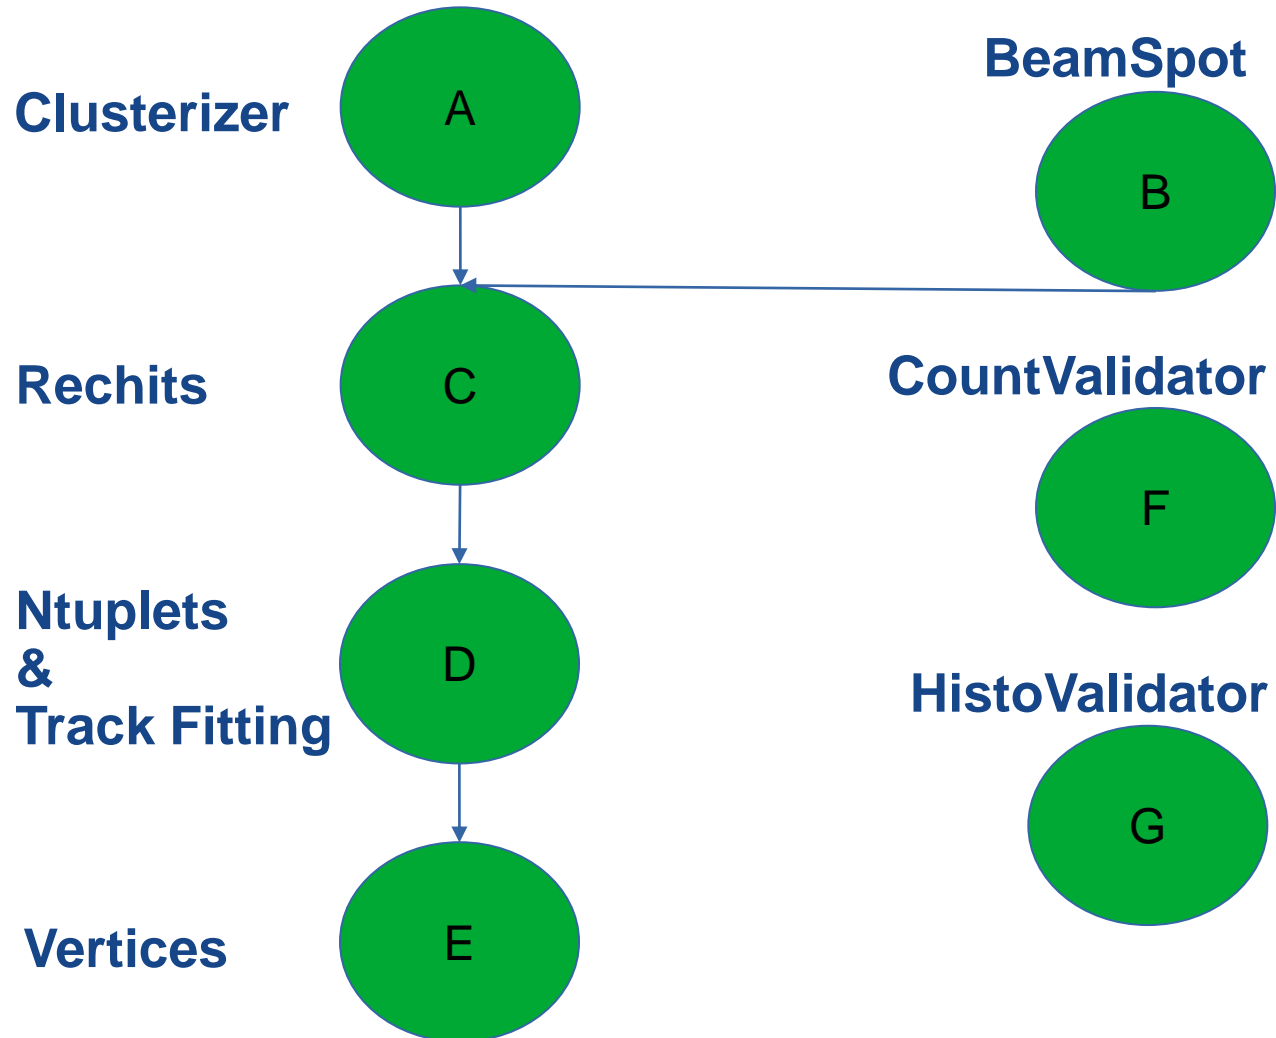 BeamSpot
Clusterizer
A
B
Rechits
C
CountValidator
F
Ntuplets
&
Track Fitting
D
HistoValidator
G
Vertices
E